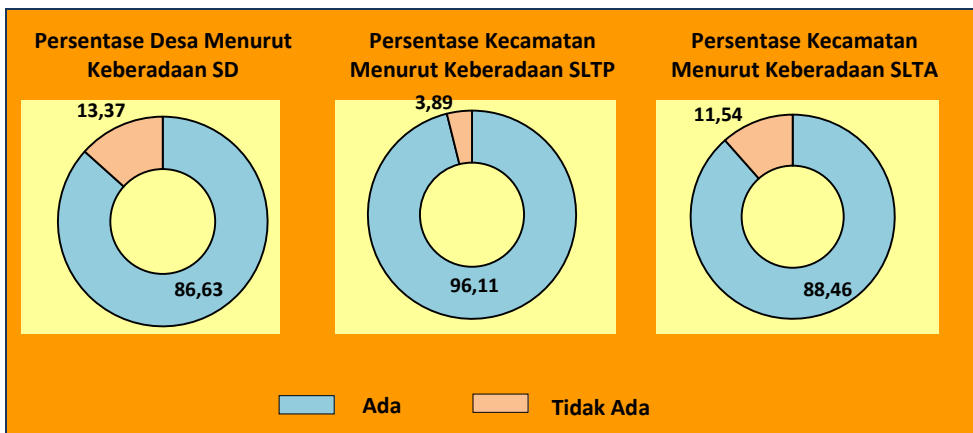 Persentase Desa Menurut
Keberadaan SD
13,37
86,63
Persentase Kecamatan
Menurut Keberadaan SLTP
3,89
96,11
Persentase Kecamatan
Menurut Keberadaan SLTA
11,54
88,46
Ada
Tidak Ada